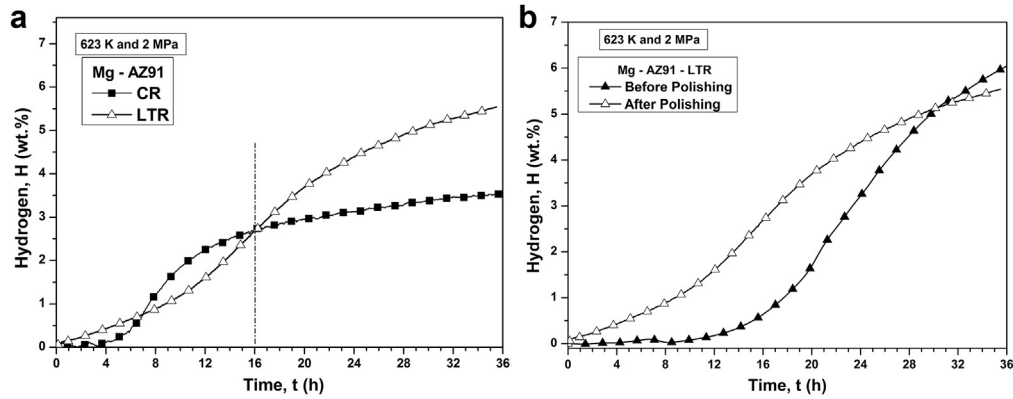 a
623 K and 2 MPa
Mg - AZ91
CR
LTR
Hydrogen, H (wt.%)
7
6
5
4
3
2
1
0
0 4 8 12 16 20 24 28 32 36
Time, t (h)
b
623 K and 2 MPa
Mg - AZ91 - LTR
Before Polishing
After Polishing
Hydrogen, H (wt.%)
7
6
5
4
3
2
1
0
0 4 8 12 16 20 24 28 32 36
Time, t (h)